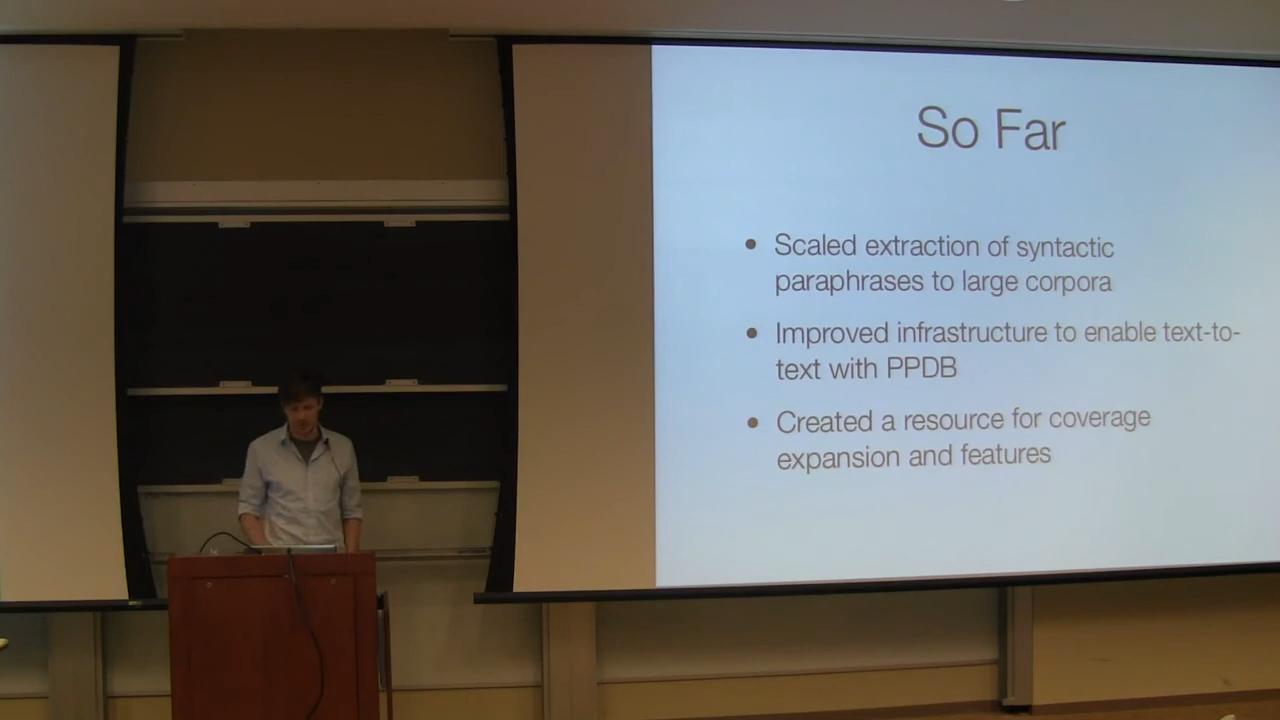 So Far
• Scaled extraction of syntactic
paraphrases to large corpora
• Improved infrastructure to enable text-to-
text with PPDB
• Created a resource for coverage
expansion and features